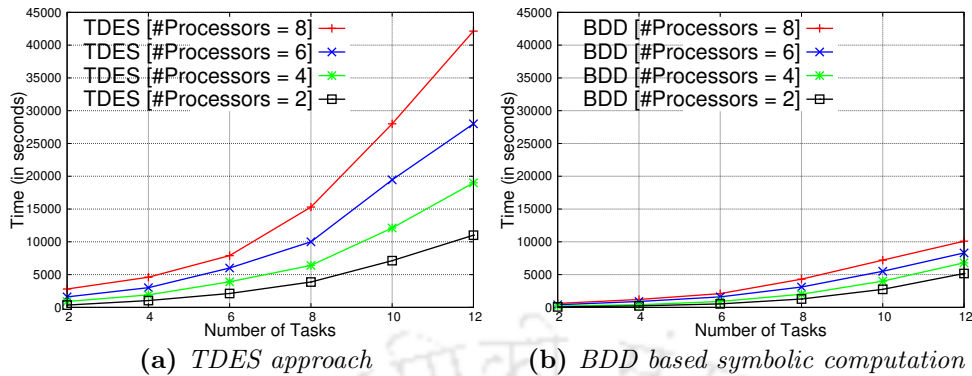 45000
40000
35000
30000
25000
20000
15000
10000
5000
0
Time (in seconds)
TDES [#Processors = 8]
TDES [#Processors = 6]
TDES [#Processors = 4]
TDES [#Processors = 2]
2 4 6 8 10 12
Number of Tasks
(a) TDES approach
45000
40000
35000
30000
25000
20000
15000
10000
5000
0
Time (in seconds)
BDD [#Processors = 8]
BDD [#Processors = 6]
BDD [#Processors = 4]
BDD [#Processors = 2]
2 4 6 8 10 12
Number of Tasks
(b) BDD based symbolic computation